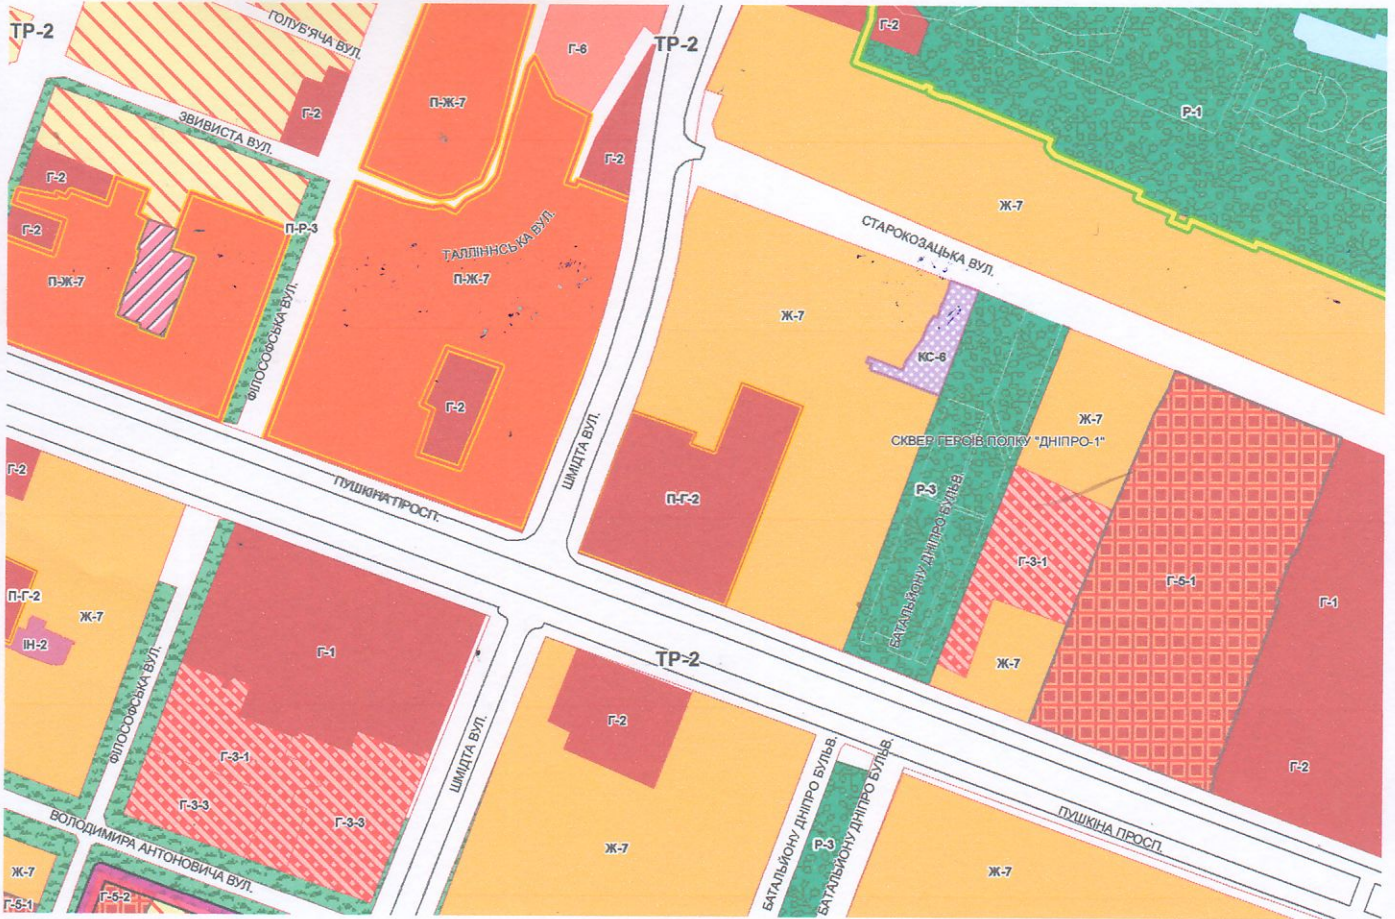 ТР-2
ГОЛУБ'ЯЧА ВУЛ.
Г-6
ТР-2
Г-2
П-Ж-7
Г-2
Р-1
ЗВИВИСТА ВУЛ.
Г-2
Г-2
Ж-7
Г-2
П-Р-3
ТАЛЛІННСЬКА ВУЛ.
СТАРОКОЗАЦЬКА ВУЛ.
П-Ж-7
П-Ж-7
Ж-7
ФІЛОСОФСЬКА ВУЛ.
КС-6
Г-2
Ж-7
СКВЕР ГЕРОЇВ ПОЛКУ "ДНІПРО-1"
ШМІДТА ВУЛ.
Г-2
ПУШКІНА ПРОСП.
П-Г-2
Р-3
БАТАЛЬЙОНУ ДНІПРО БУЛЬВ.
Г-3-1
Г-5-1
П-Г-2
Г-1
Ж-7
ІН-2
Г-1
ТР-2
Ж-7
ФІЛОСОФСЬКА ВУЛ.
Г-2
Г-3-1
ШМІДТА ВУЛ.
Г-2
Г-3-3
Г-3-3
БАТАЛЬЙОНУ ДНІПРО БУЛЬВ.
БАТАЛЬЙОНУ ДНІПРО БУЛЬВ.
ПУШКІНА ПРОСП.
ВОЛОДИМИРА АНТОНОВИЧА ВУЛ.
Ж-7
Р-3
Ж-7
Ж-7
Г-5-2
Г-5-1